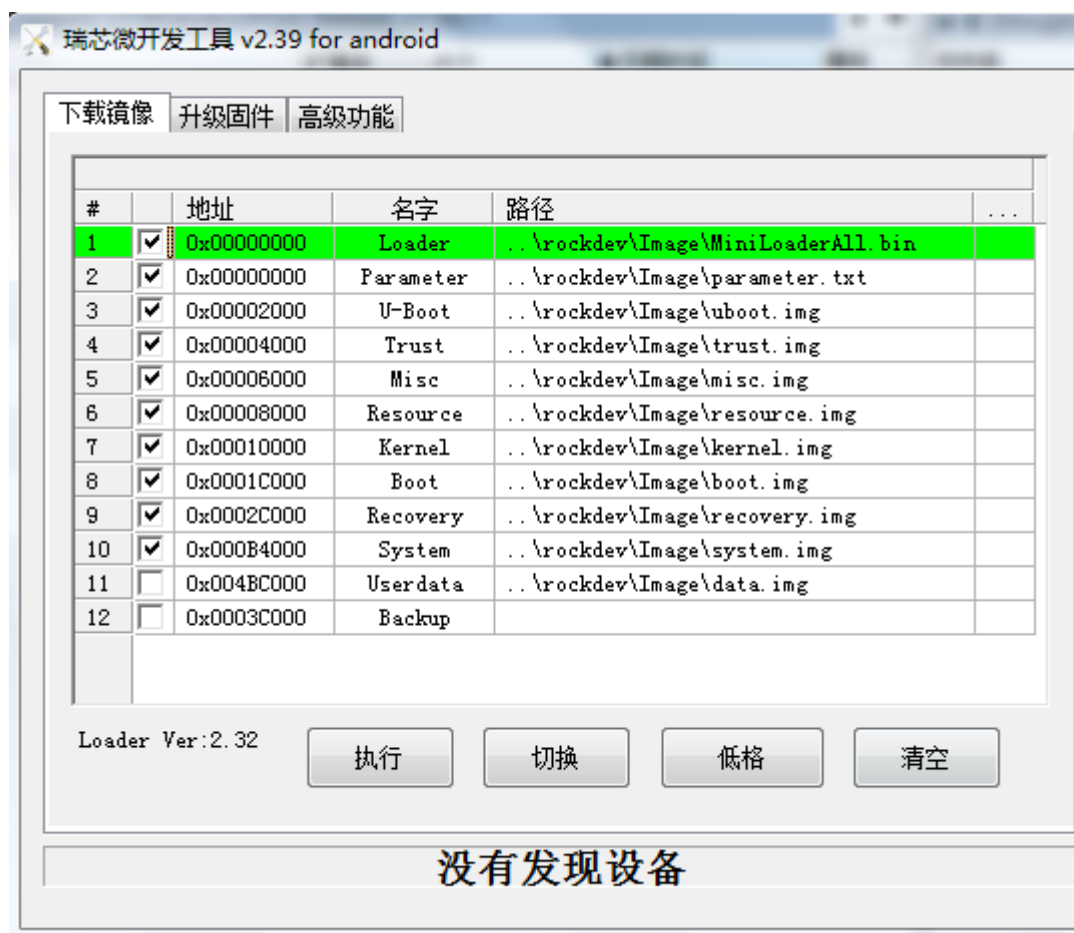 瑞芯微开发工具 v2.39 for android
下载镜像 升级固件 高级功能
# 地址 名字 路径 ...
1 0x00000000 Loader ..\rockdev\Image\MiniLoaderAll.bin
2 0x00000000 Parameter ..\rockdev\Image\parameter.txt
3 0x00002000 U-Boot ..\rockdev\Image\uboot.img
4 0x00004000 Trust ..\rockdev\Image\trust.img
5 0x00006000 Misc ..\rockdev\Image\misc.img
6 0x00008000 Resource ..\rockdev\Image\resource.img
7 0x00010000 Kernel ..\rockdev\Image\kernel.img
8 0x0001C000 Boot ..\rockdev\Image\boot.img
9 0x0002C000 Recovery ..\rockdev\Image\recovery.img
10 0x000B4000 System ..\rockdev\Image\system.img
11 0x004BC000 Userdata ..\rockdev\Image\data.img
12 0x0003C000 Backup
Loader Ver:2.32 执行 切换 低格 清空
没有发现设备